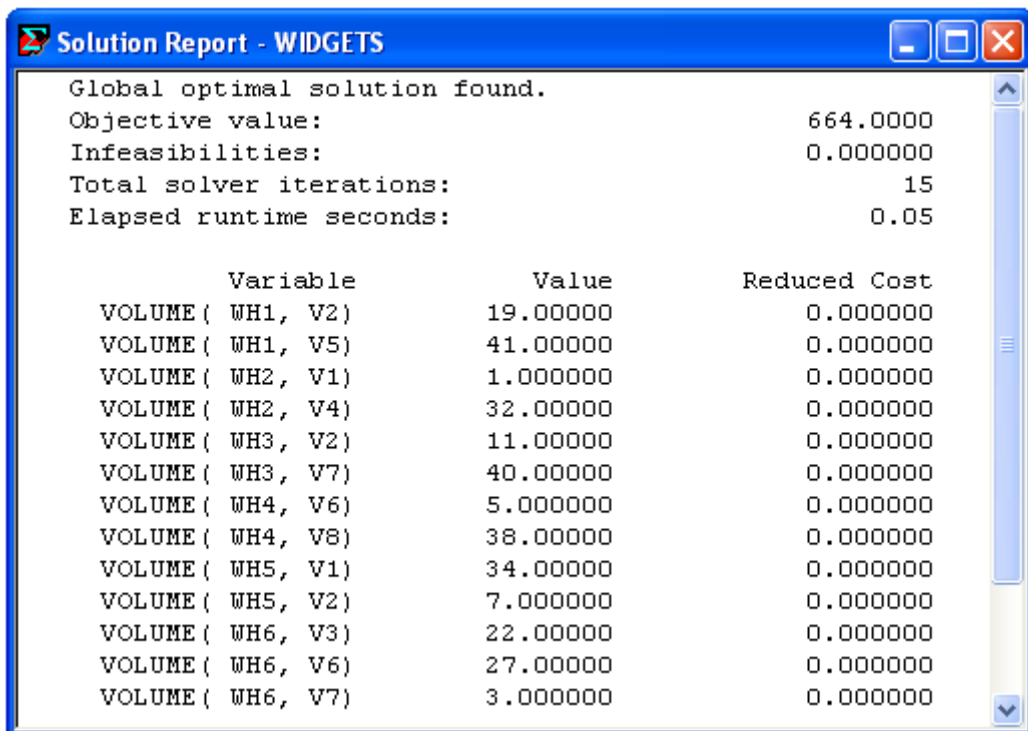 Solution Report - WIDGETS
Global optimal solution found.
Objective value: 664.0000
Infeasibilities: 0.000000
Total solver iterations: 15
Elapsed runtime seconds: 0.05
Variable Value Reduced Cost
VOLUME( WH1, V2) 19.00000 0.000000
VOLUME( WH1, V5) 41.00000 0.000000
VOLUME( WH2, V1) 1.000000 0.000000
VOLUME( WH2, V4) 32.00000 0.000000
VOLUME( WH3, V2) 11.00000 0.000000
VOLUME( WH3, V7) 40.00000 0.000000
VOLUME( WH4, V6) 5.000000 0.000000
VOLUME( WH4, V8) 38.00000 0.000000
VOLUME( WH5, V1) 34.00000 0.000000
VOLUME( WH5, V2) 7.000000 0.000000
VOLUME( WH6, V3) 22.00000 0.000000
VOLUME( WH6, V6) 27.00000 0.000000
VOLUME( WH6, V7) 3.000000 0.000000